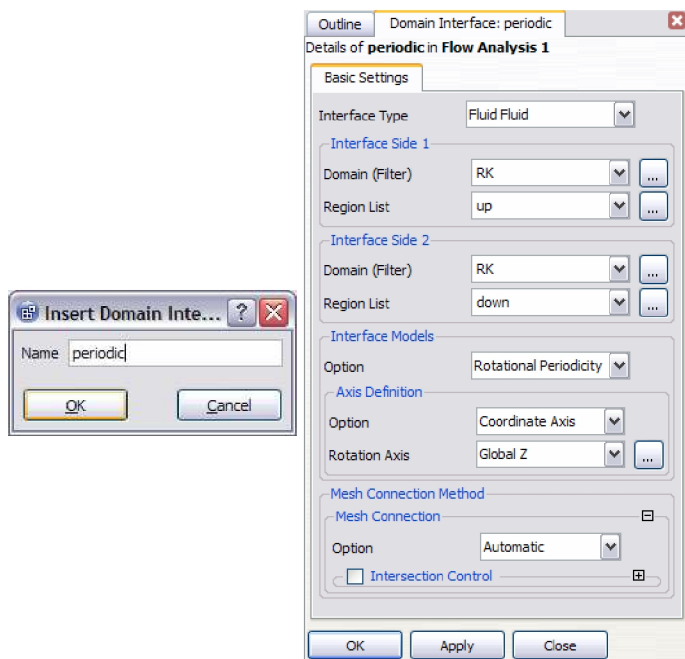 Insert Domain Inte...
Name periodic
OK Cancel
Outline Domain Interface: periodic
Details of periodic in Flow Analysis 1
Basic Settings
Interface Type Fluid Fluid
Interface Side 1
Domain (Filter) RK ...
Region List up ...
Interface Side 2
Domain (Filter) RK ...
Region List down ...
Interface Models
Option Rotational Periodicity
Axis Definition
Option Coordinate Axis
Rotation Axis Global Z ...
Mesh Connection Method
Mesh Connection
Option Automatic
Intersection Control
OK Apply Close